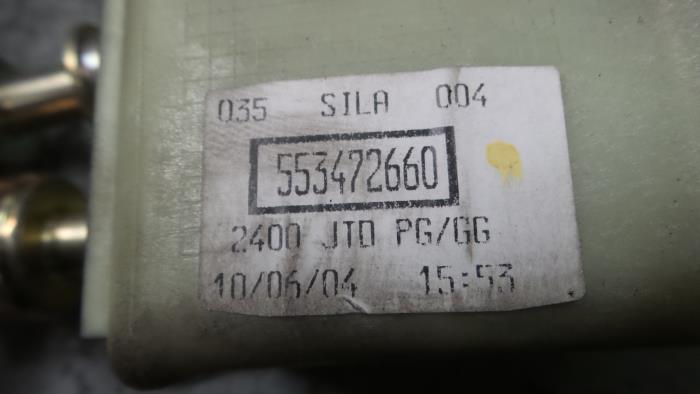 035 SILA 004
553472660
2400 JTD PG/GG
10/06/04 15:53